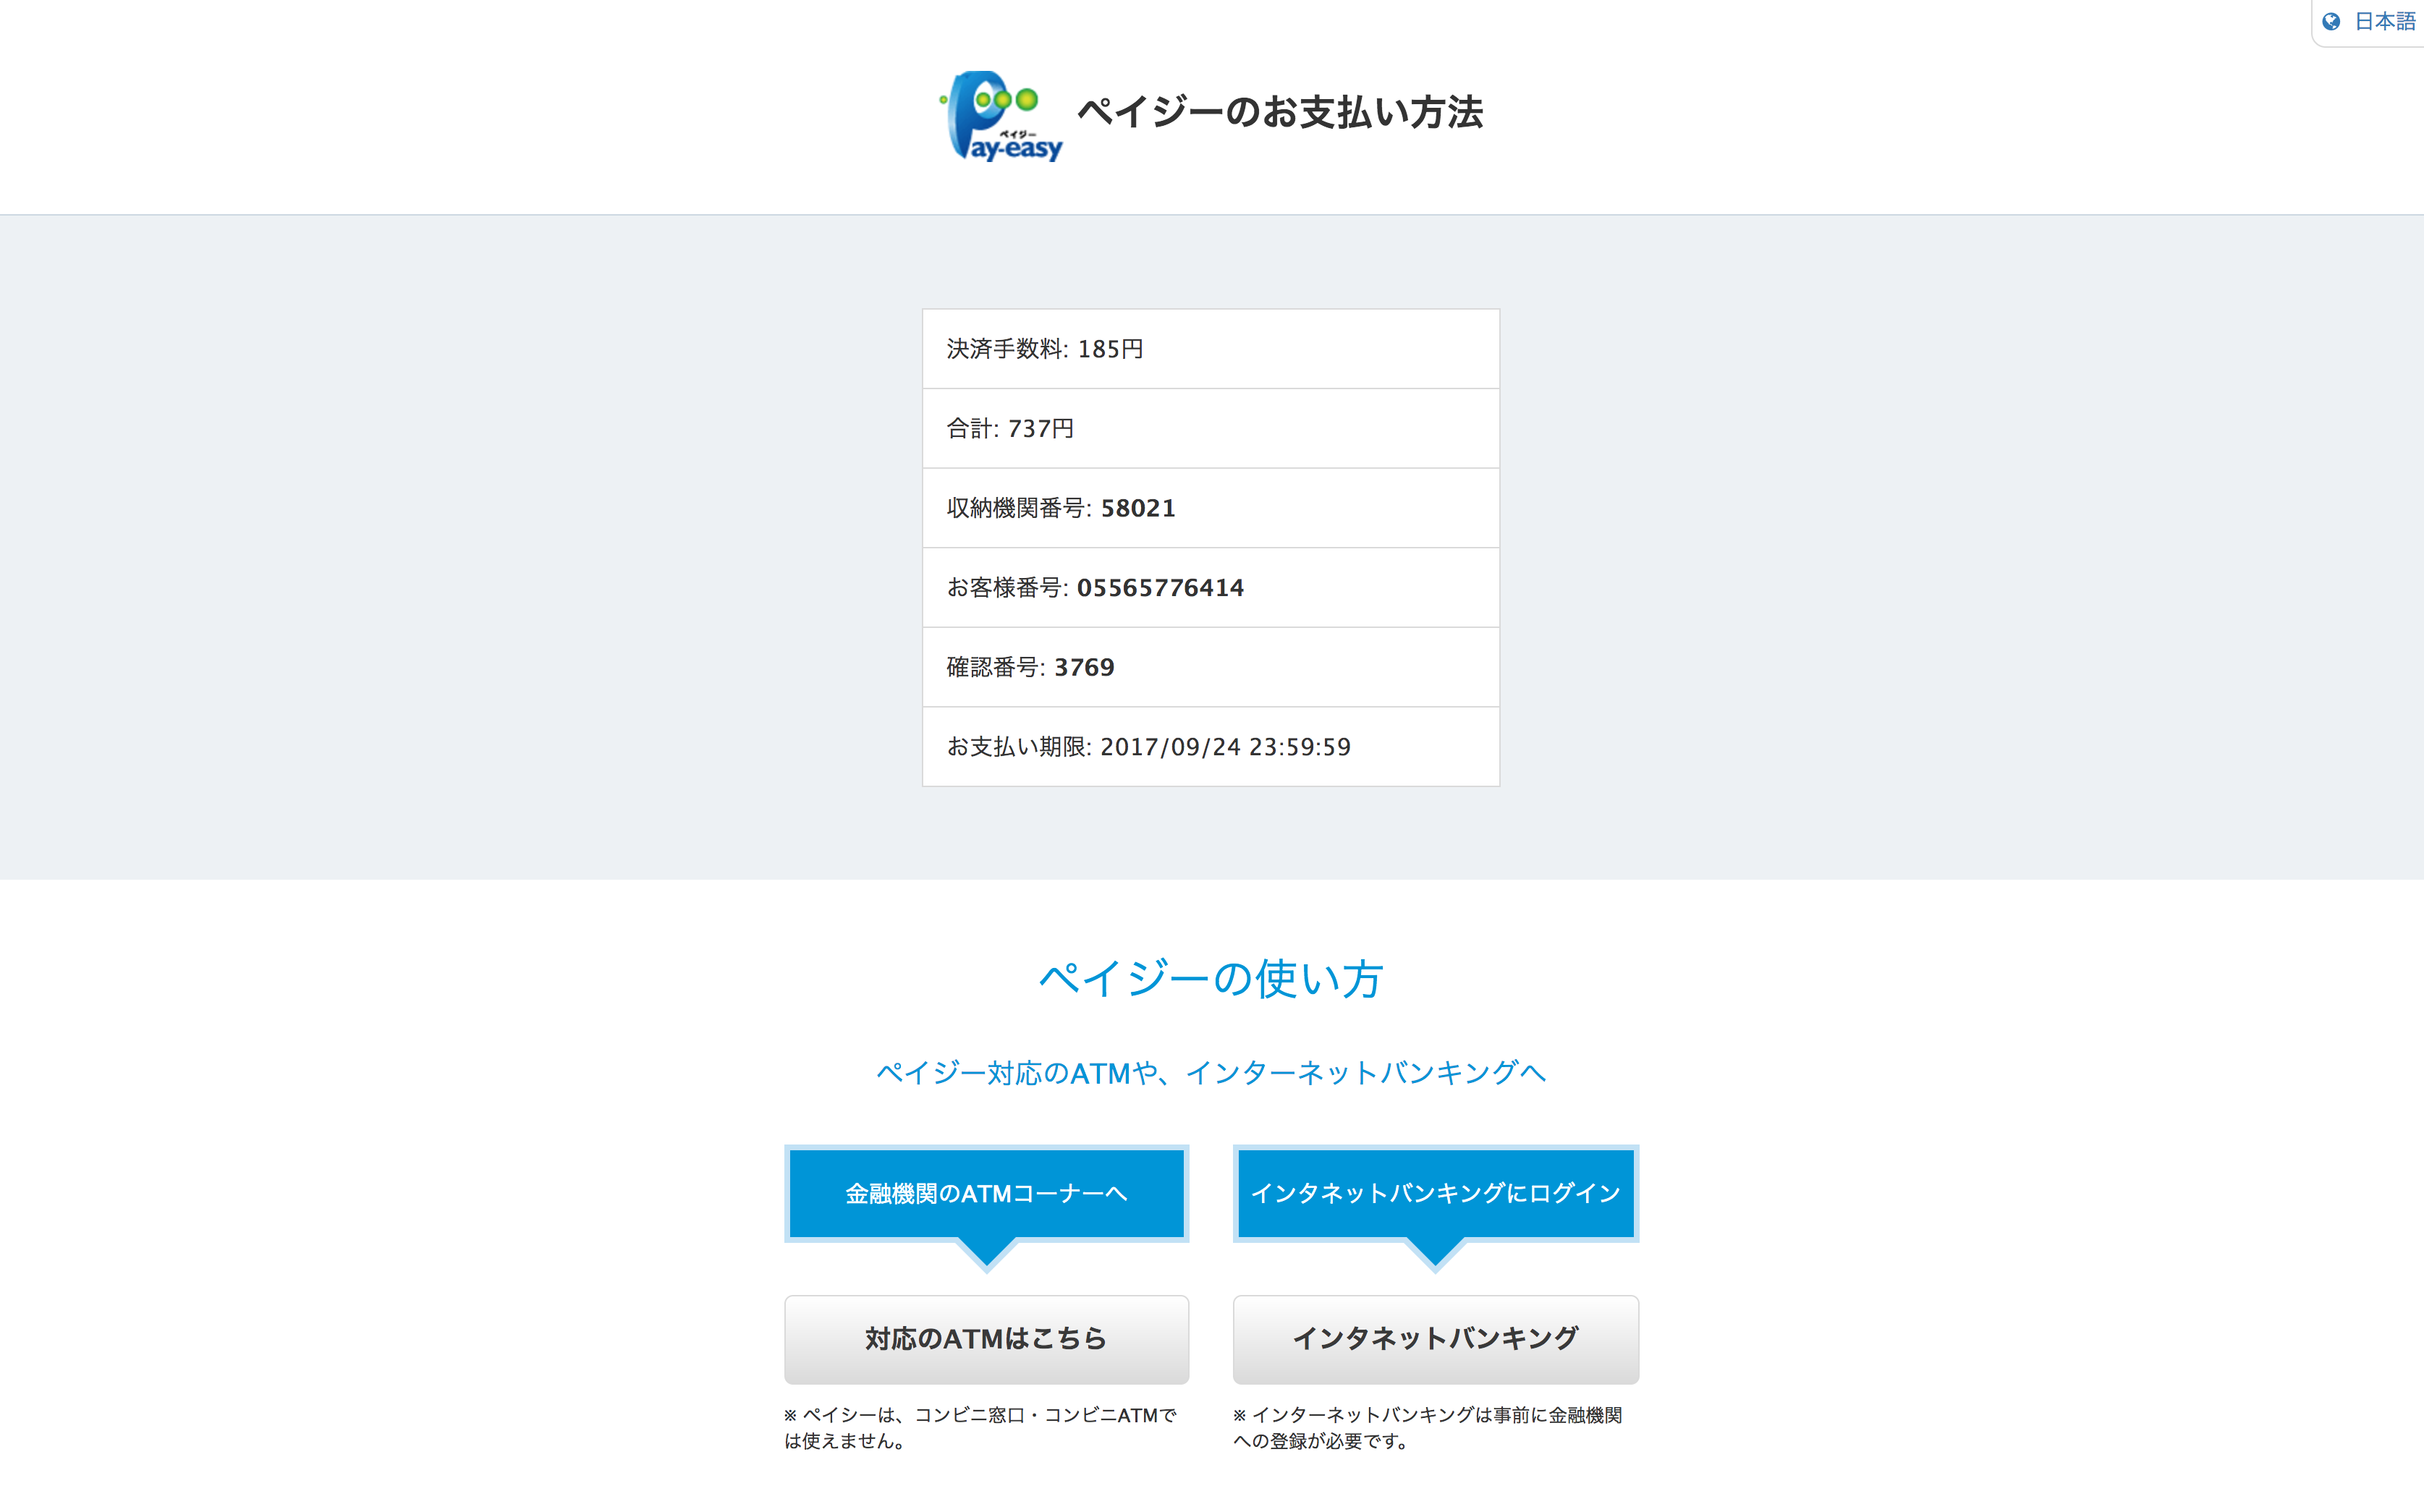 日本語
ペイジー
Pay-easy
ペイジーのお支払い方法
決済手数料: 185円
合計: 737円
収納機関番号: 58021
お客様番号: 05565776414
確認番号: 3769
お支払い期限: 2017/09/24 23:59:59
ペイジーの使い方
ペイジー対応のATMや、インターネットバンキングへ
金融機関のATMコーナーへ
インタネットバンキングにログイン
対応のATMはこちら
インタネットバンキング
※ ペイシーは、コンビニ窓口・コンビニATMで
は使えません。
※ インターネットバンキングは事前に金融機関
への登録が必要です。